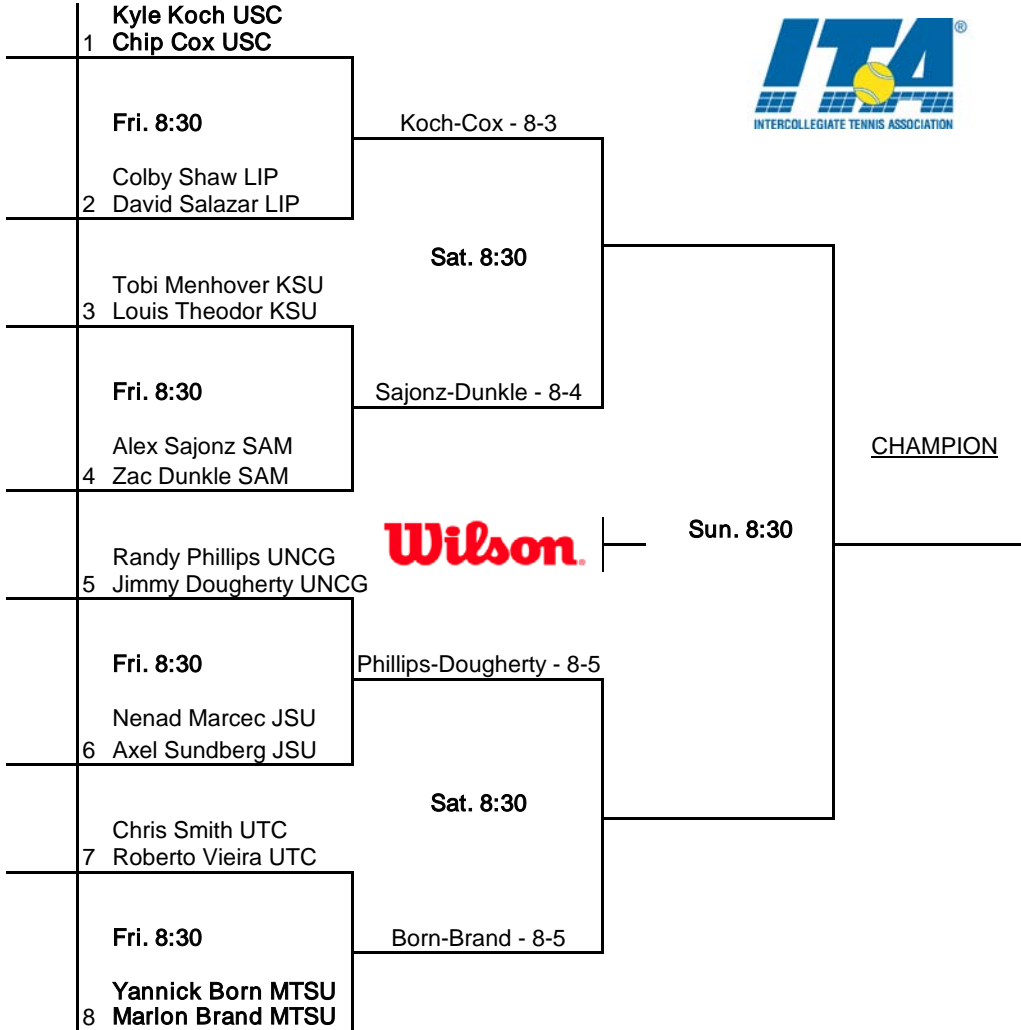 Kyle Koch USC
1 Chip Cox USC
ITA®
INTERCOLLEGIATE TENNIS ASSOCIATION
Fri. 8:30
Koch-Cox - 8-3
Colby Shaw LIP
2 David Salazar LIP
Sat. 8:30
Tobi Menhover KSU
3 Louis Theodor KSU
Fri. 8:30
Sajonz-Dunkle - 8-4
Alex Sajonz SAM
4 Zac Dunkle SAM
CHAMPION
Wilson.
Sun. 8:30
Randy Phillips UNCG
5 Jimmy Dougherty UNCG
Fri. 8:30
Phillips-Dougherty - 8-5
Nenad Marcec JSU
6 Axel Sundberg JSU
Sat. 8:30
Chris Smith UTC
7 Roberto Vieira UTC
Fri. 8:30
Born-Brand - 8-5
Yannick Born MTSU
8 Marlon Brand MTSU